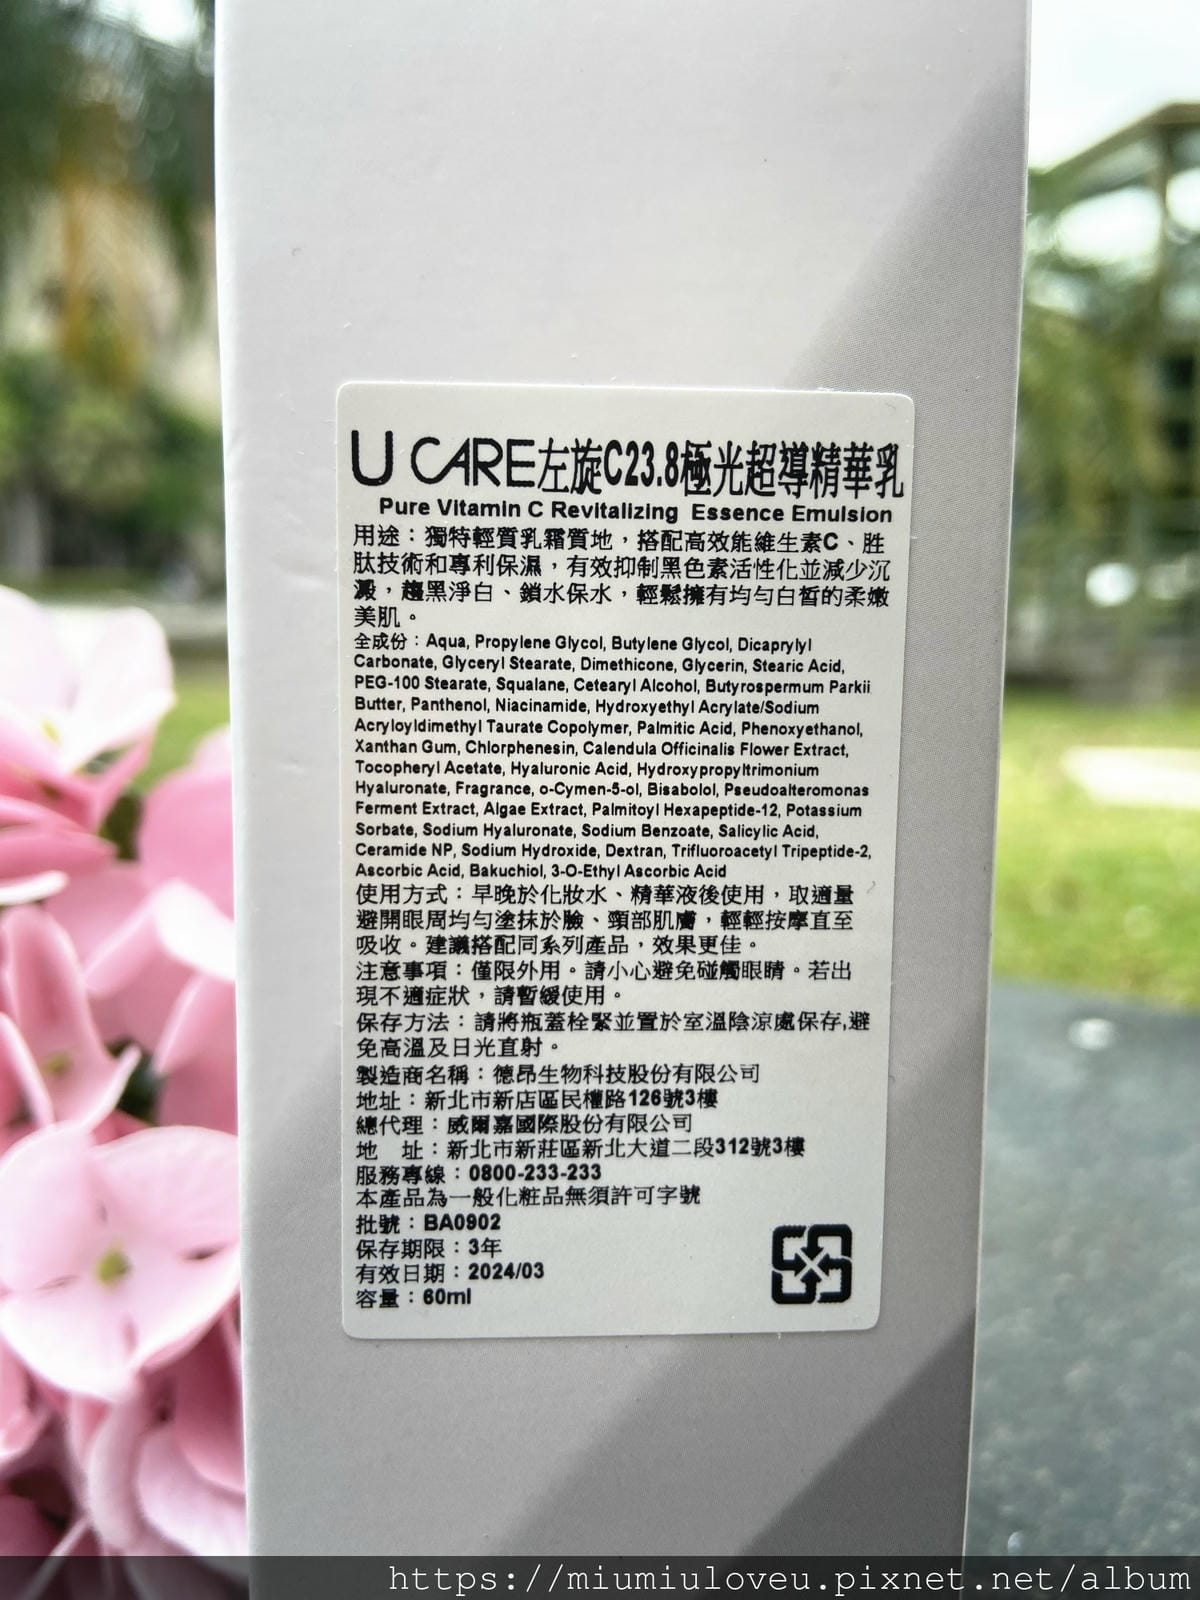 U CARE左旋C23.8極光超導精華乳
Pure Vitamin C Revitalizing Essence Emulsion
用途：獨特輕質乳霜質地，搭配高效能維生素C、胜
肽技術和專利保濕，有效抑制黑色素活性化並減少沉
澱，趨黑淨白、鎖水保水，輕鬆擁有均勻白皙的柔嫩
美肌。
全成份：Aqua, Propylene Glycol, Butylene Glycol, Dicaprylyl
Carbonate, Glyceryl Stearate, Dimethicone, Glycerin, Stearic Acid,
PEG-100 Stearate, Squalane, Cetearyl Alcohol, Butyrospermum Parkii
Butter, Panthenol, Niacinamide, Hydroxyethyl Acrylate/Sodium
Acryloyldimethyl Taurate Copolymer, Palmitic Acid, Phenoxyethanol,
Xanthan Gum, Chlorphenesin, Calendula Officinalis Flower Extract,
Tocopheryl Acetate, Hyaluronic Acid, Hydroxypropyltrimonium
Hyaluronate, Fragrance, o-Cymen-5-ol, Bisabolol, Pseudoalteromonas
Ferment Extract, Algae Extract, Palmitoyl Hexapeptide-12, Potassium
Sorbate, Sodium Hyaluronate, Sodium Benzoate, Salicylic Acid,
Ceramide NP, Sodium Hydroxide, Dextran, Trifluoroacetyl Tripeptide-2,
Ascorbic Acid, Bakuchiol, 3-O-Ethyl Ascorbic Acid
使用方式：早晚於化妝水、精華液後使用，取適量
避開眼周均勻塗抹於臉、頸部肌膚，輕輕按摩直至
吸收。建議搭配同系列產品，效果更佳。
注意事項：僅限外用。請小心避免碰觸眼睛。若出
現不適症狀，請暫緩使用。
保存方法：請將瓶蓋栓緊並置於室溫陰涼處保存,避
免高溫及日光直射。
製造商名稱：德昂生物科技股份有限公司
地址：新北市新店區民權路126號3樓
總代理：威爾嘉國際股份有限公司
地　址：新北市新莊區新北大道二段312號3樓
服務專線：0800-233-233
本產品為一般化粧品無須許可字號
批號：BA0902
保存期限：3年
有效日期：2024/03
容量：60ml
https://miumiuloveu.pixnet.net/album